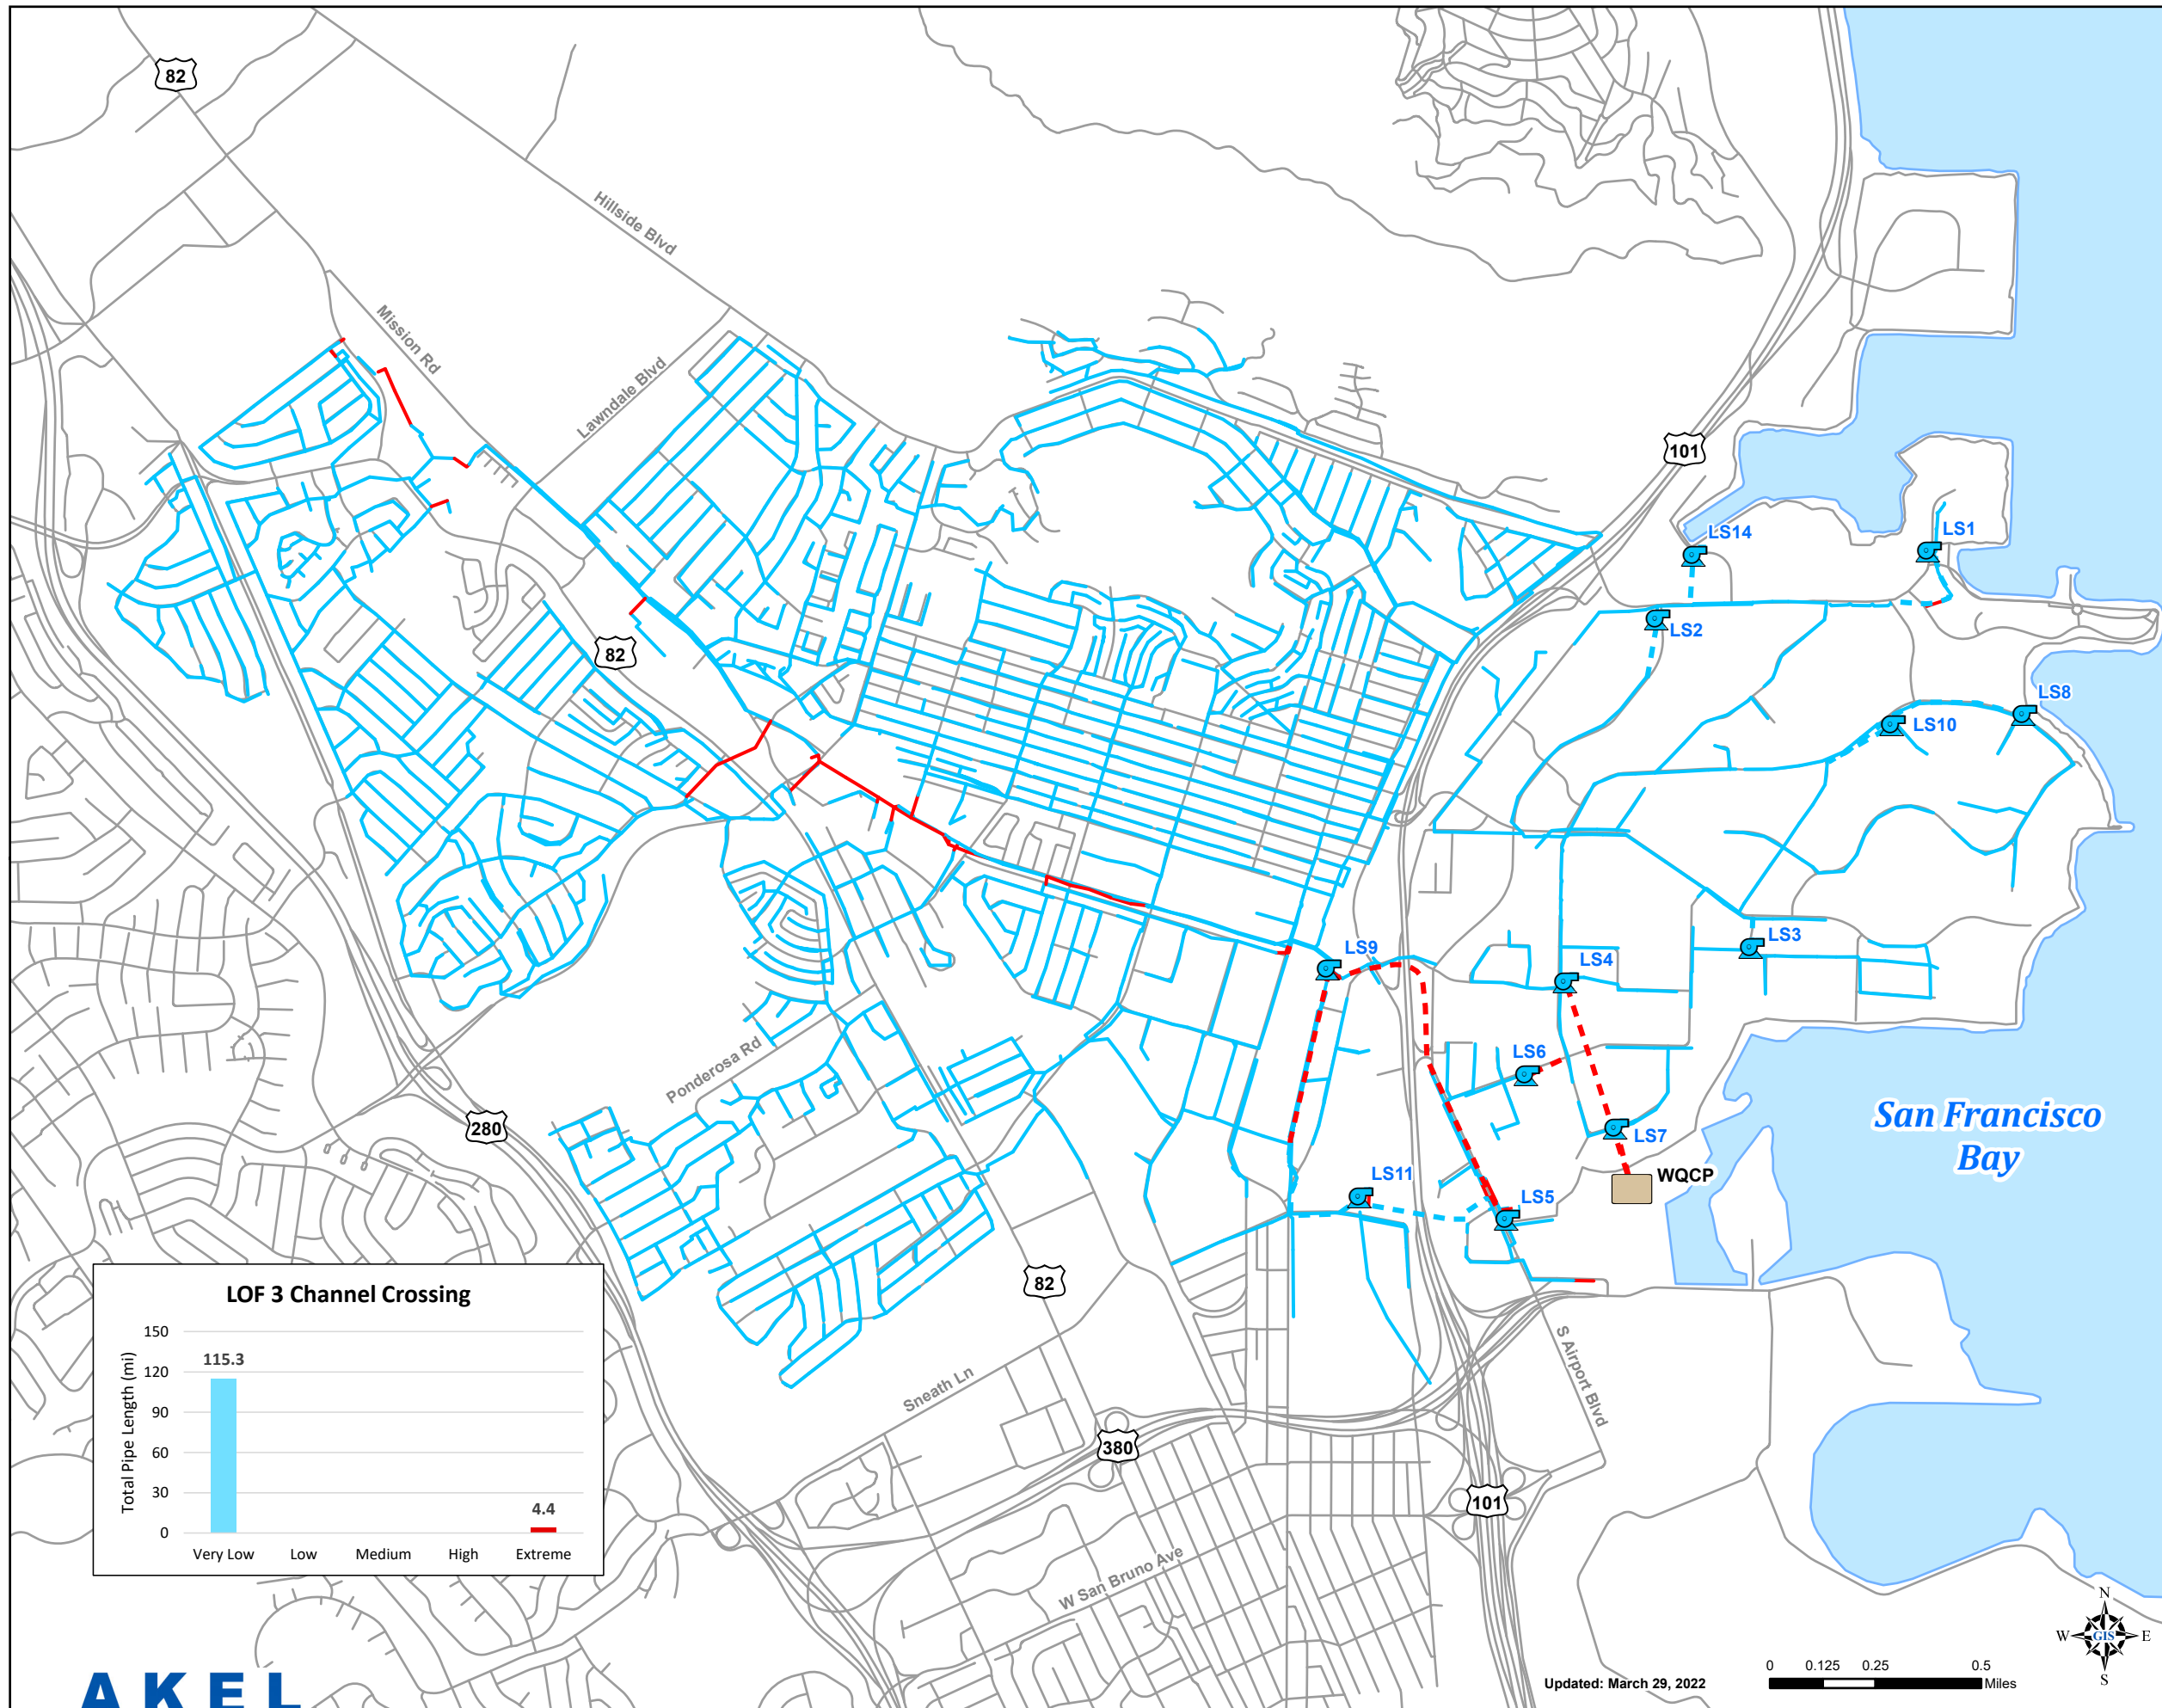 82
Hillside Blvd
Mission Rd
Lawndale Blvd
101
LS14
LS1
LS2
82
LS8
LS10
LS9
LS3
LS4
LS6
Ponderosa Rd
280
San Francisco
Bay
LS7
WQCP
LS11
LS5
82
S Airport Blvd
Sneath Ln
380
101
W San Bruno Ave
LOF 3 Channel Crossing
Total Pipe Length (mi)
150
120
90
60
30
0
115.3
4.4
Very Low Low Medium High Extreme
AKEL
Updated: March 29, 2022
0 0.125 0.25 0.5
Miles
N
W GIS E
S